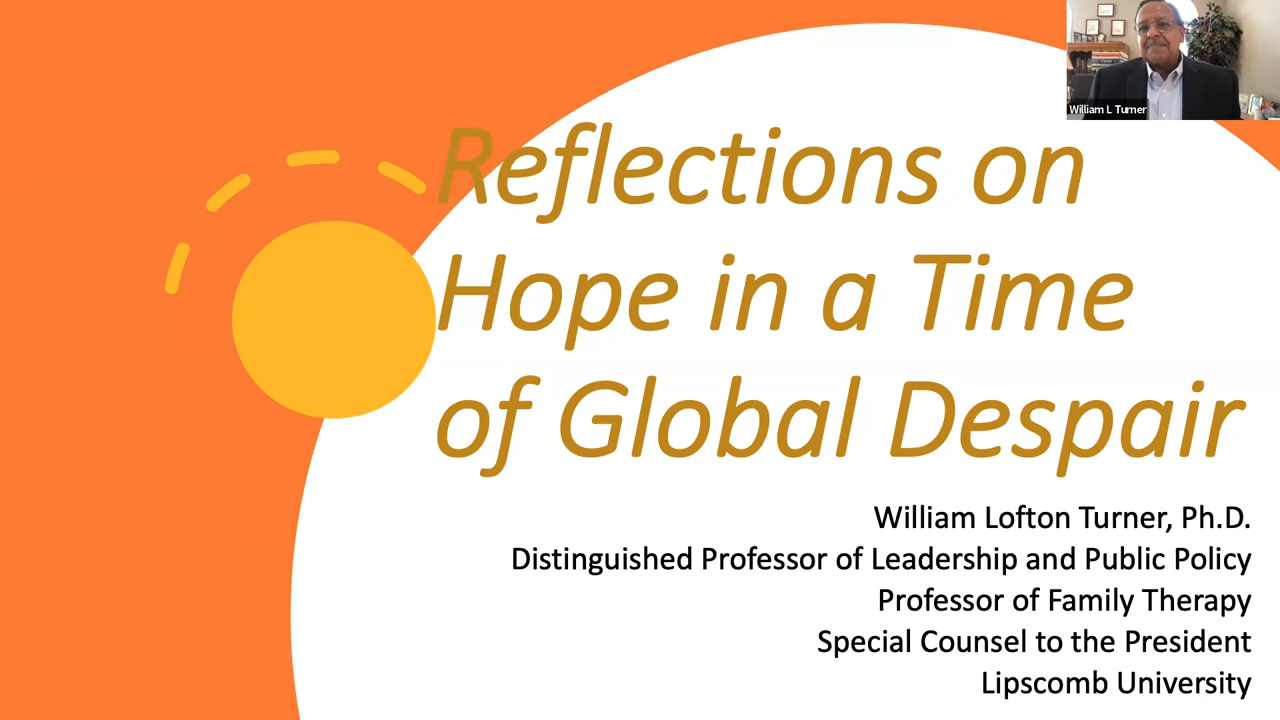 William L Turner
Reflections on
Hope in a Time
of Global Despair
William Lofton Turner, Ph.D.
Distinguished Professor of Leadership and Public Policy
Professor of Family Therapy
Special Counsel to the President
Lipscomb University